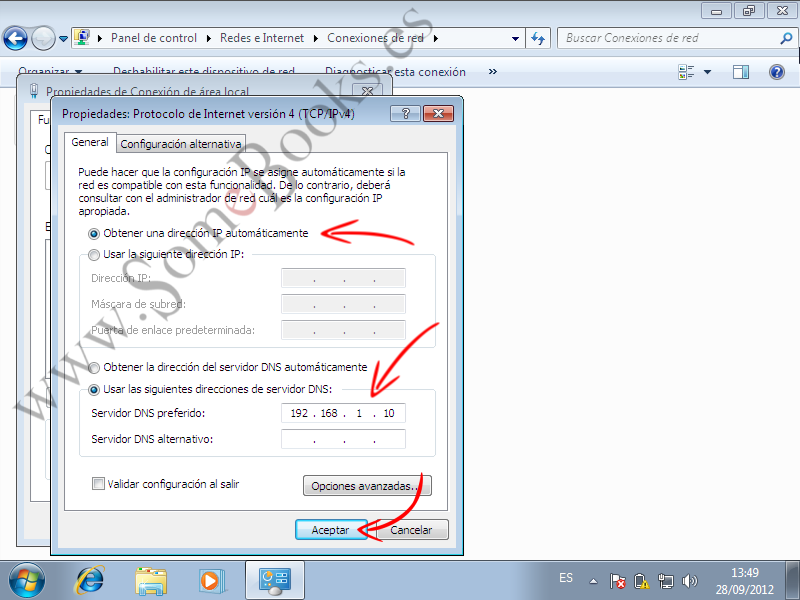 Panel de control
Redes e Internet
Conexiones de red
Buscar Conexiones de red
Organizar
Deshabilitar este dispositivo de red
Diagnosticar esta conexión
»
Propiedades de Conexión de área local
Fu
Propiedades: Protocolo de Internet versión 4 (TCP/IPv4)
General
Configuración alternativa
Puede hacer que la configuración IP se asigne automáticamente si la
red es compatible con esta funcionalidad. De lo contrario, deberá
consultar con el administrador de red cuál es la configuración IP
apropiada.
Obtener una dirección IP automáticamente
Usar la siguiente dirección IP:
Dirección IP:
Máscara de subred:
Puerta de enlace predeterminada:
Obtener la dirección del servidor DNS automáticamente
Usar las siguientes direcciones de servidor DNS:
Servidor DNS preferido:
192 . 168 . 1 . 10
Servidor DNS alternativo:
Validar configuración al salir
Opciones avanzadas...
Aceptar
Cancelar
www.SomeBooks.es
ES
13:49
28/09/2012